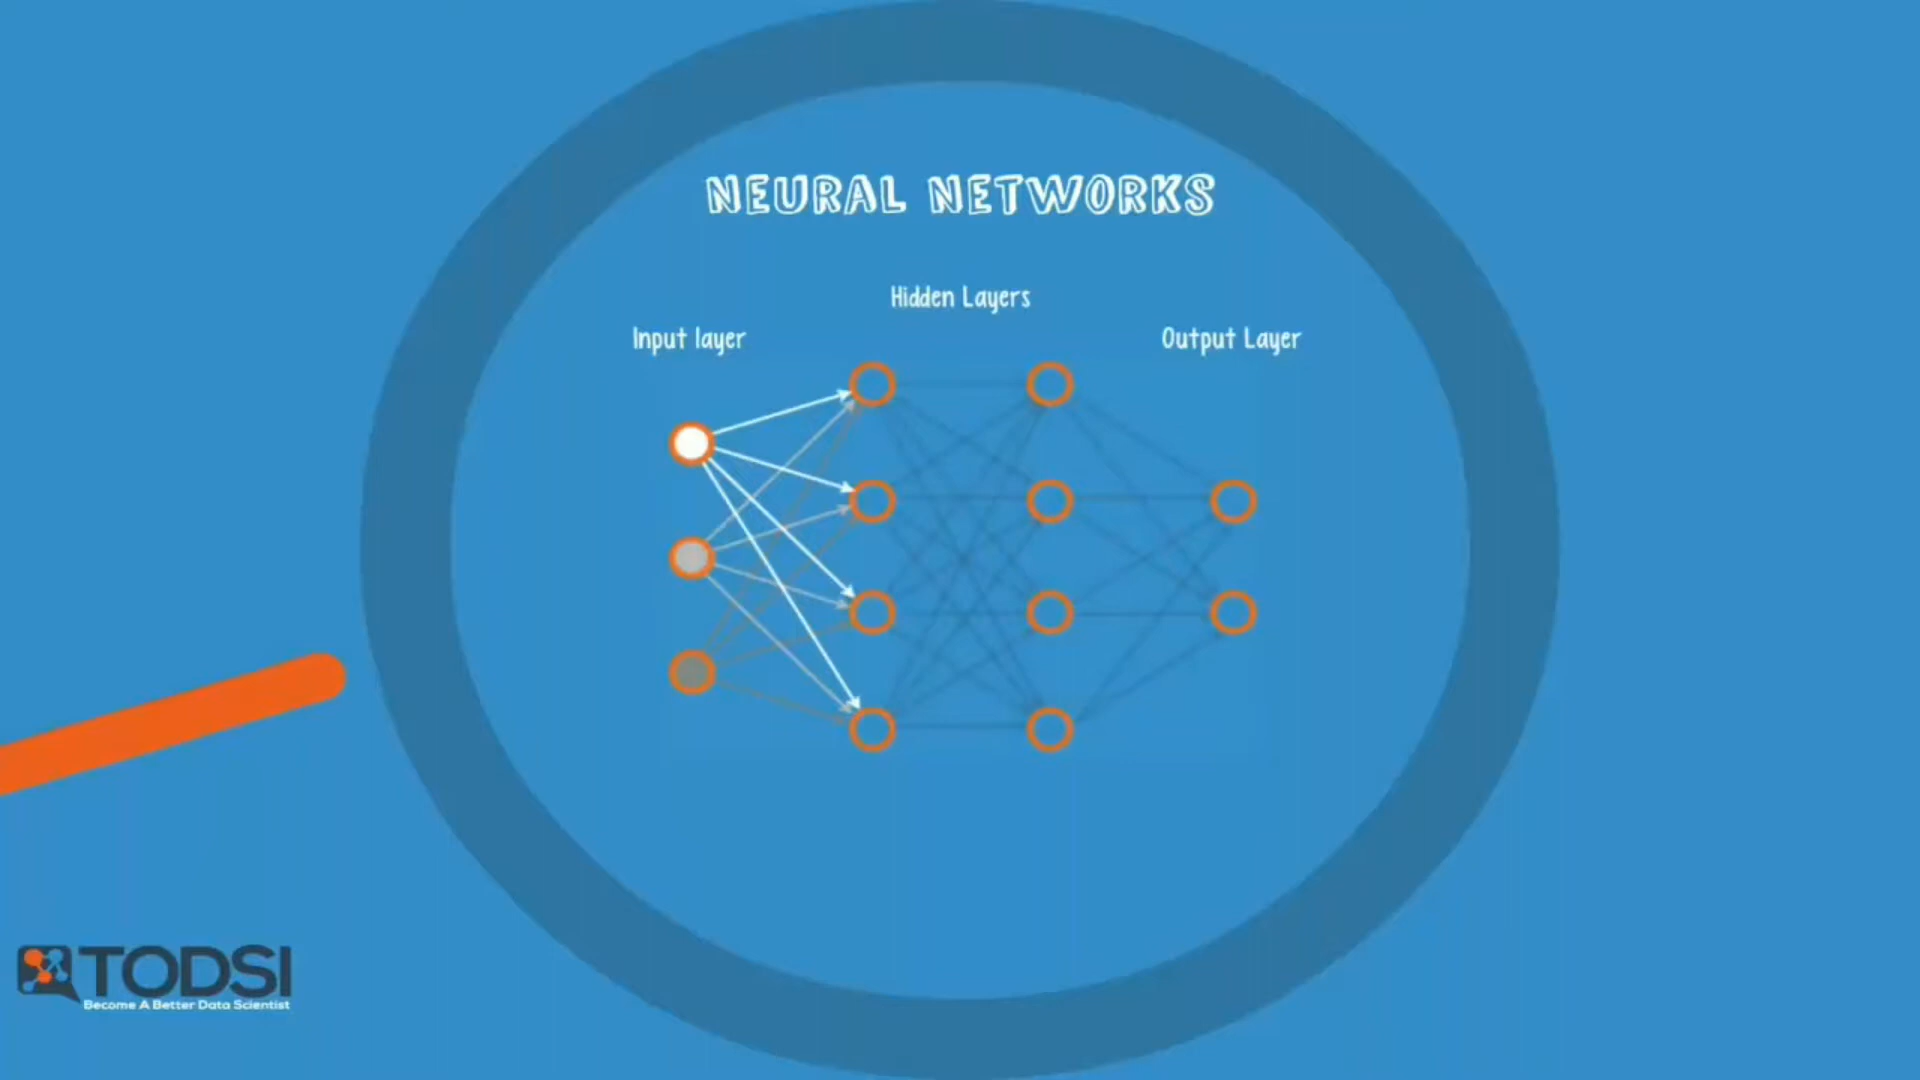 NEURAL NETWORKS
Hidden Layers
Input layer
Output Layer
TODSI
Become A Better Data Scientist